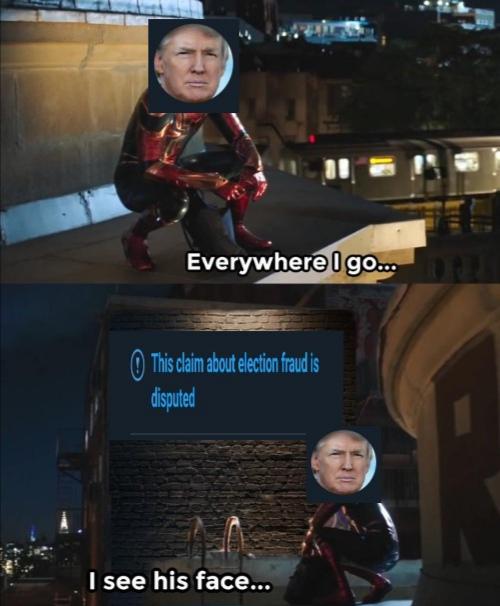 Everywhere I go...
This claim about election fraud is
disputed
I see his face...